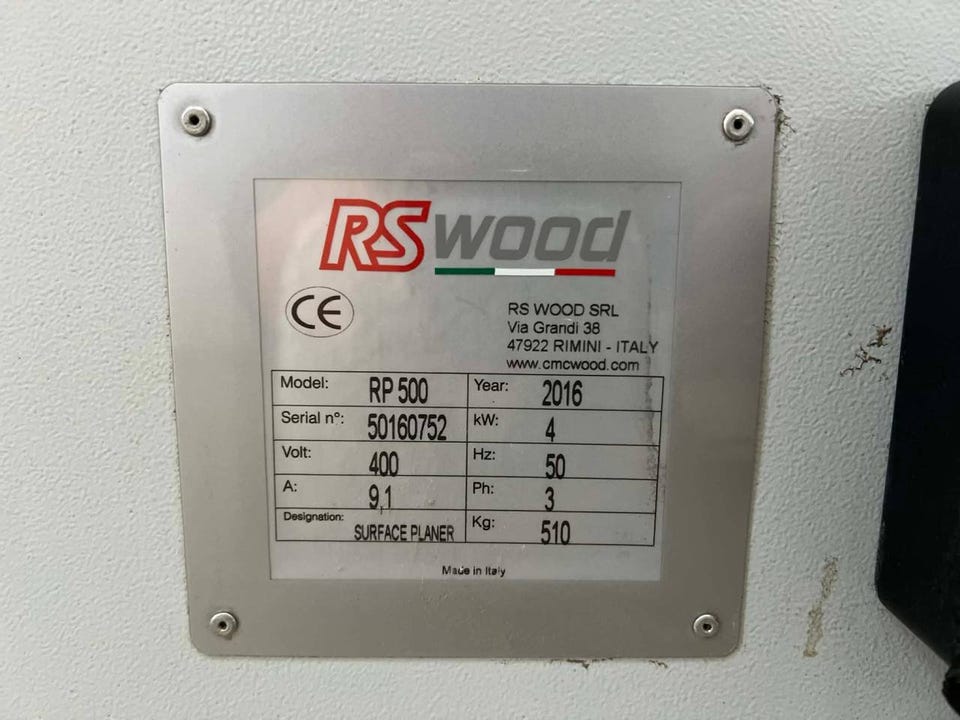 RSwood
CE
RS WOOD SRL
Via Grandi 38
47922 RIMINI - ITALY
www.cmcwood.com
Model: RP 500 Year: 2016
Serial n°: 50160752 kW: 4
Volt: 400 Hz: 50
A: 9,1 Ph: 3
Designation: SURFACE PLANER Kg: 510
Made in Italy